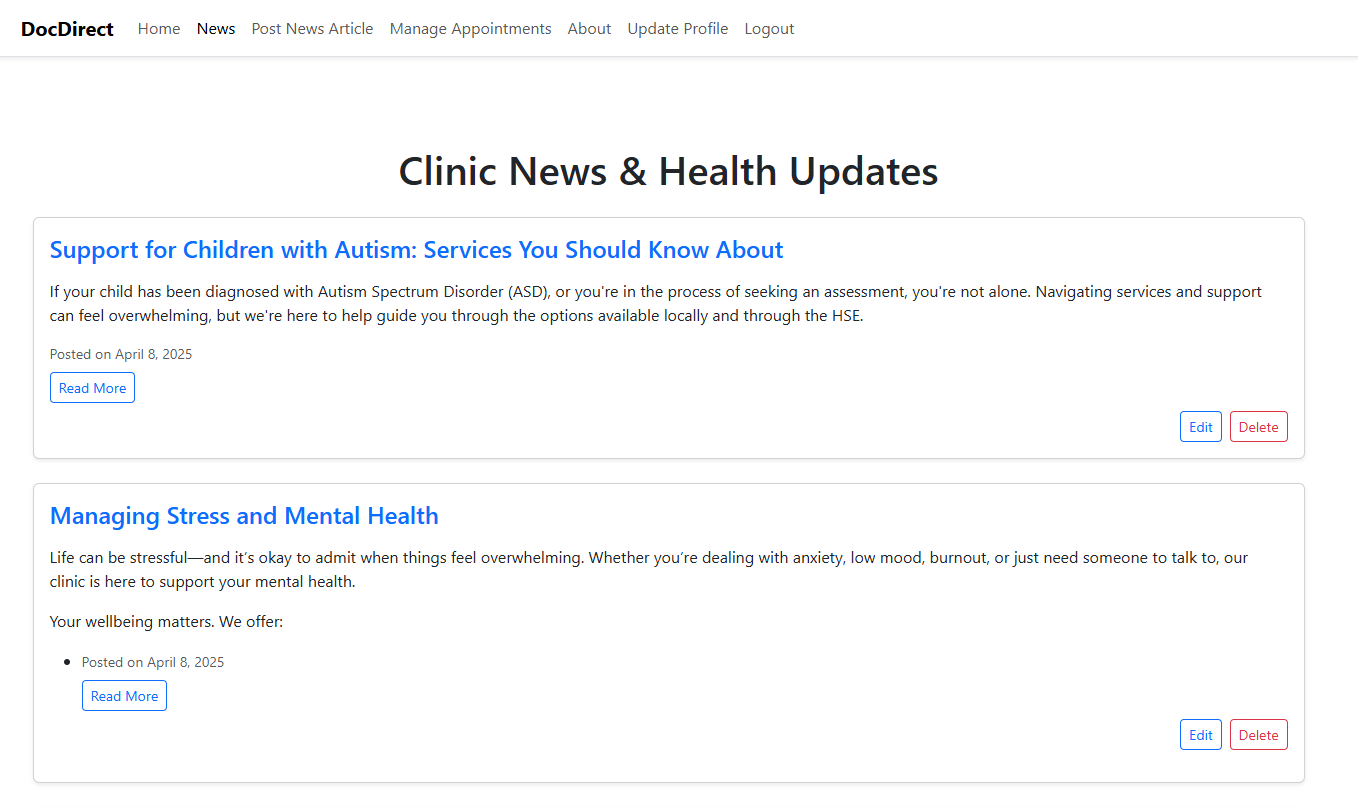 DocDirect Home News Post News Article Manage Appointments About Update Profile Logout
Clinic News & Health Updates
Support for Children with Autism: Services You Should Know About
If your child has been diagnosed with Autism Spectrum Disorder (ASD), or you're in the process of seeking an assessment, you're not alone. Navigating services and support
can feel overwhelming, but we're here to help guide you through the options available locally and through the HSE.
Posted on April 8, 2025
Read More
Edit Delete
Managing Stress and Mental Health
Life can be stressful—and it’s okay to admit when things feel overwhelming. Whether you’re dealing with anxiety, low mood, burnout, or just need someone to talk to, our
clinic is here to support your mental health.
Your wellbeing matters. We offer:
• Posted on April 8, 2025
Read More
Edit Delete